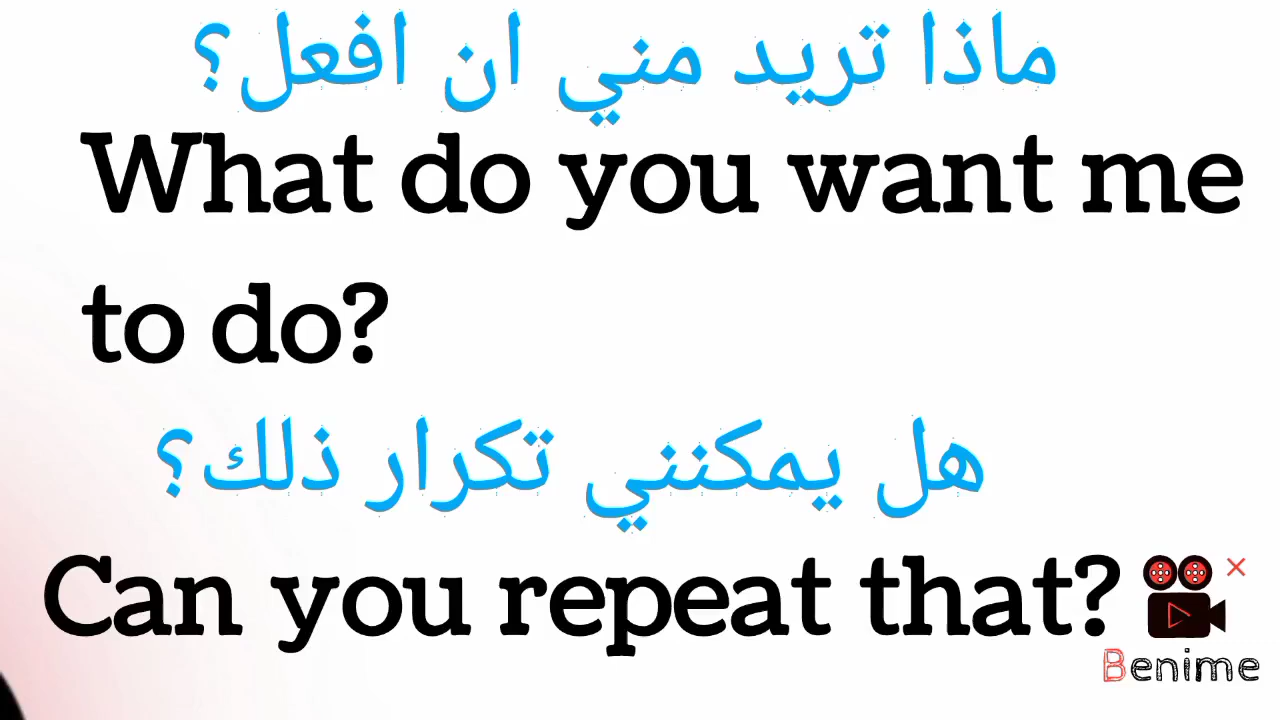 ماذا تريد مني ان افعل؟
What do you want me
to do?
هل يمكنني تكرار ذلك؟
Can you repeat that?
Benime